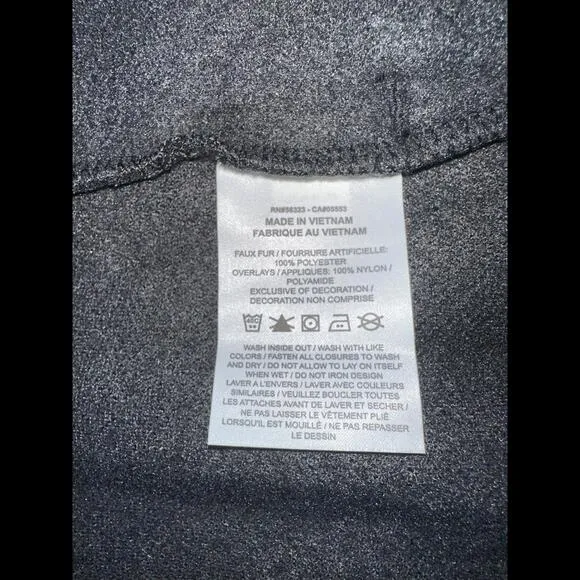 RN#56323 - CA#05553
MADE IN VIETNAM
FABRIQUE AU VIETNAM
FAUX FUR / FOURRURE ARTIFICIELLE:
100% POLYESTER
OVERLAYS / APPLIQUES: 100% NYLON /
POLYAMIDE
EXCLUSIVE OF DECORATION /
DECORATION NON COMPRISE
40C
WASH INSIDE OUT / WASH WITH LIKE
COLORS / FASTEN ALL CLOSURES TO WASH
AND DRY / DO NOT ALLOW TO LAY ON ITSELF
WHEN WET / DO NOT IRON DESIGN
LAVER A L'ENVERS / LAVER AVEC COULEURS
SIMILAIRES / VEUILLEZ BOUCLER TOUTES
LES ATTACHES AVANT DE LAVER ET SECHER /
NE PAS LAISSER LE VÊTEMENT PLIÉ
LORSQU'IL EST MOUILLÉ / NE PAS REPASSER
LE DESSIN